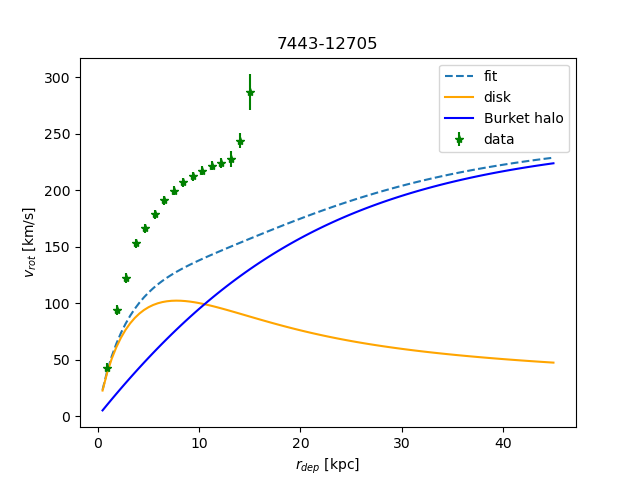 7443-12705
300
250
200
150
100
50
0
v_rot [km/s]
fit
disk
Burket halo
data
0 10 20 30 40
r_dep [kpc]